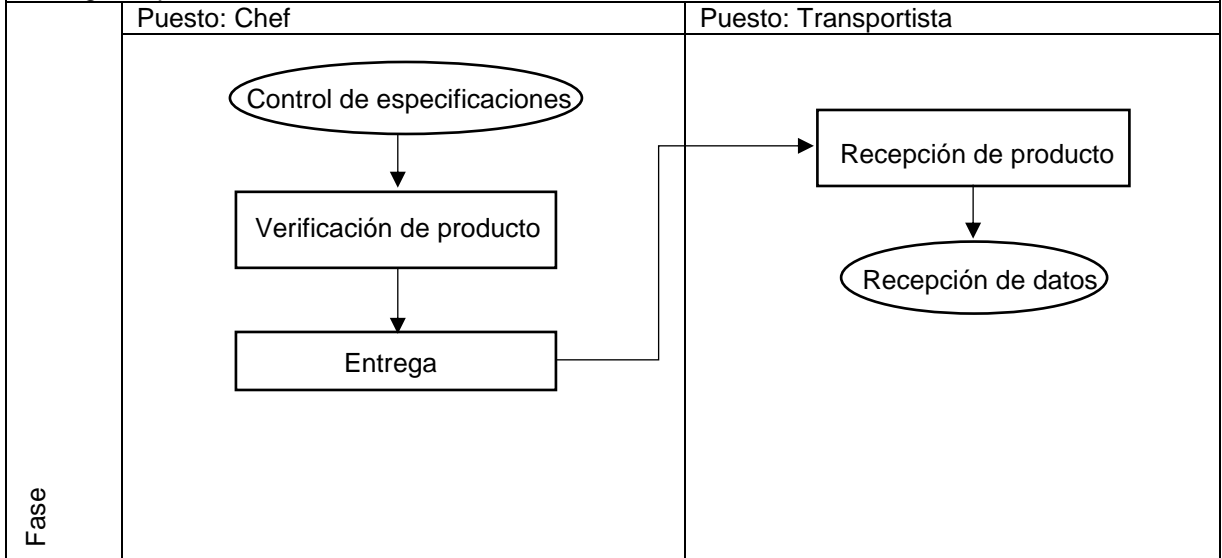 Puesto: Chef
Puesto: Transportista
Control de especificaciones
Verificación de producto
Entrega
Recepción de producto
Recepción de datos
Fase